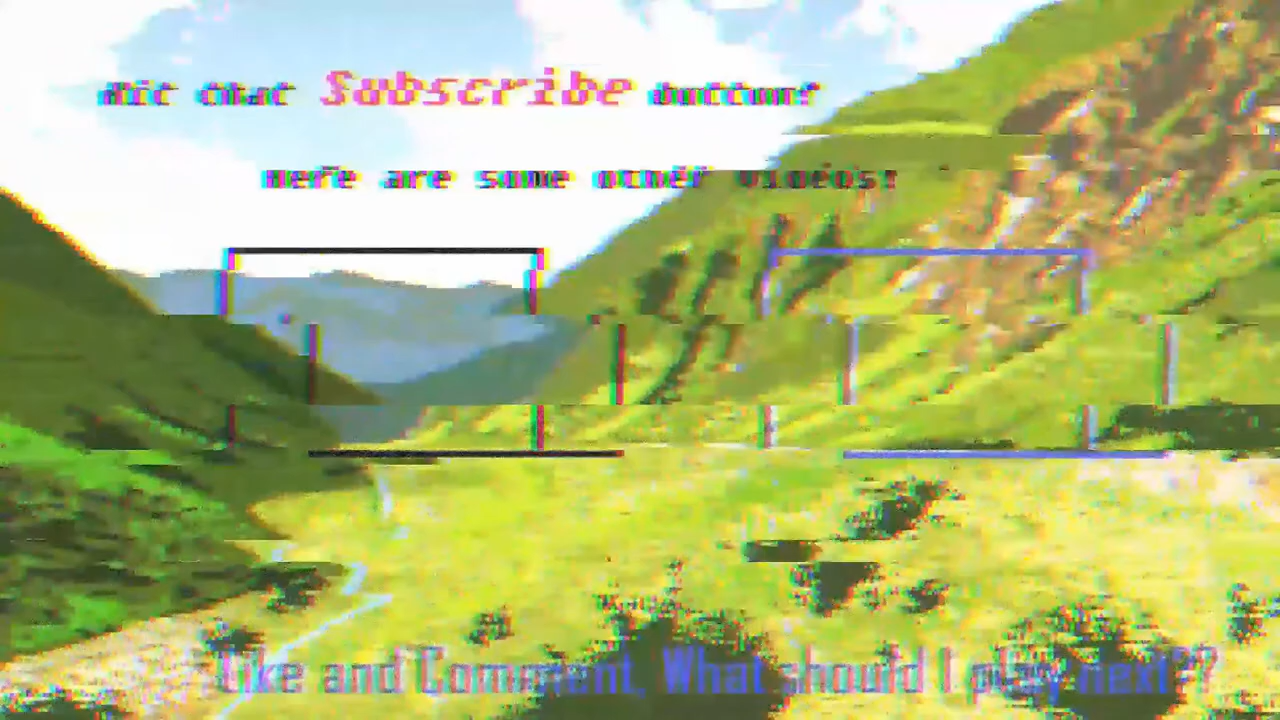 Hit that Subscribe button!
Here are some other videos!
Like and Comment, What should I play next??